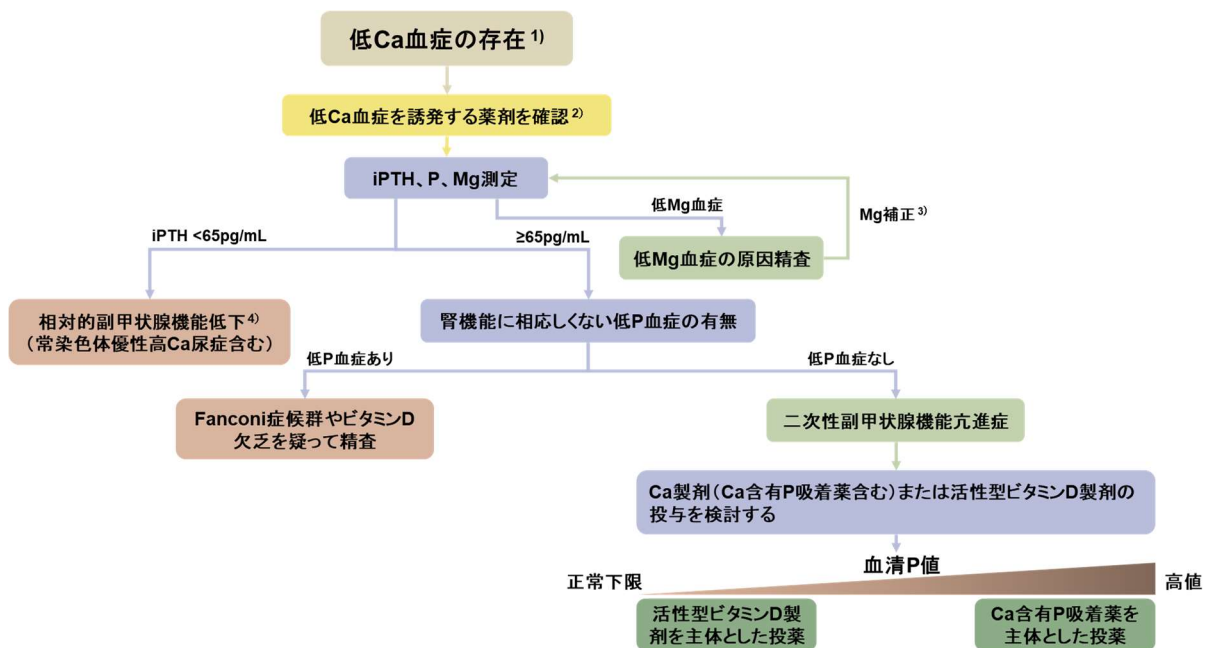 低Ca血症の存在1)
低Ca血症を誘発する薬剤を確認2)
iPTH、P、Mg測定
低Mg血症
Mg補正3)
iPTH <65pg/mL
≥65pg/mL
低Mg血症の原因精査
相対的副甲状腺機能低下4)
（常染色体優性高Ca尿症含む）
腎機能に相応しくない低P血症の有無
低P血症あり
低P血症なし
Fanconi症候群やビタミンD
欠乏を疑って精査
二次性副甲状腺機能亢進症
Ca製剤（Ca含有P吸着薬含む）または活性型ビタミンD製剤の
投与を検討する
血清P値
正常下限
高値
活性型ビタミンD製
剤を主体とした投薬
Ca含有P吸着薬を
主体とした投薬